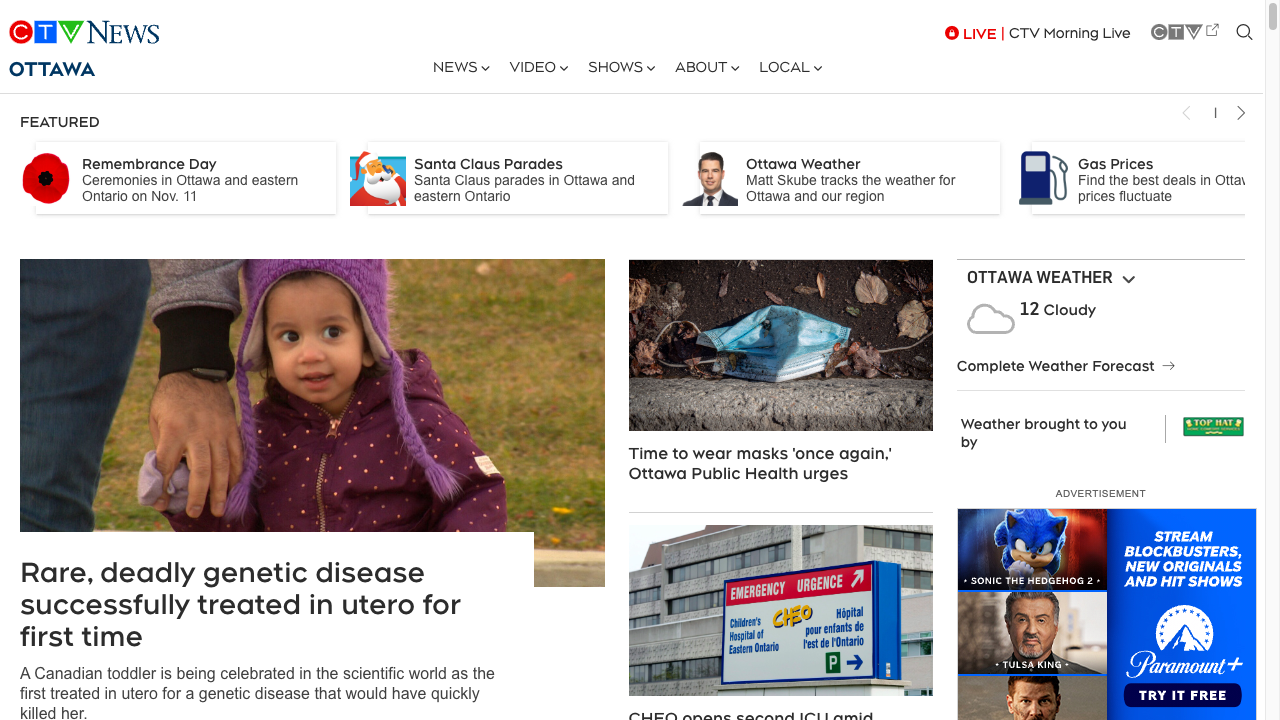 CTV News
LIVE | CTV Morning Live
CTV
OTTAWA
NEWS
VIDEO
SHOWS
ABOUT
LOCAL
FEATURED
Remembrance Day
Ceremonies in Ottawa and eastern
Ontario on Nov. 11
Santa Claus Parades
Santa Claus parades in Ottawa and
eastern Ontario
Ottawa Weather
Matt Skube tracks the weather for
Ottawa and our region
Gas Prices
Find the best deals in Ottaw
prices fluctuate
Rare, deadly genetic disease
successfully treated in utero for
first time
A Canadian toddler is being celebrated in the scientific world as the
first treated in utero for a genetic disease that would have quickly
killed her.
Time to wear masks 'once again,'
Ottawa Public Health urges
EMERGENCY URGENCE
Children's
Hospital of
Eastern Ontario
CHEO
Hôpital
pour enfants de
l'est de l'Ontario
P
CHEO opens second ICU amid
OTTAWA WEATHER
12 Cloudy
Complete Weather Forecast
Weather brought to you
by
TOP HAT
ADVERTISEMENT
SONIC THE HEDGEHOG 2
TULSA KING
STREAM
BLOCKBUSTERS,
NEW ORIGINALS
AND HIT SHOWS
Paramount+
TRY IT FREE